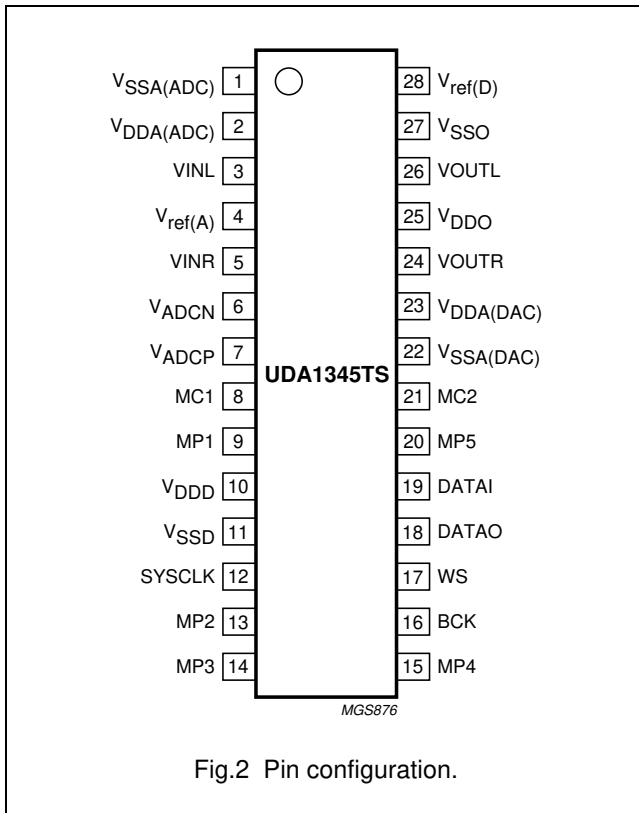 VSSA(ADC) 1
28 Vref(D)
VDDA(ADC) 2
27 VSSO
VINL 3
26 VOUTL
Vref(A) 4
25 VDDO
VINR 5
24 VOUTR
VADCN 6
23 VDDA(DAC)
VADCP 7
22 VSSA(DAC)
UDA1345TS
MC1 8
21 MC2
MP1 9
20 MP5
VDDD 10
19 DATAI
VSSD 11
18 DATAO
SYSCLK 12
17 WS
MP2 13
16 BCK
MP3 14
15 MP4
MGS876
Fig.2 Pin configuration.